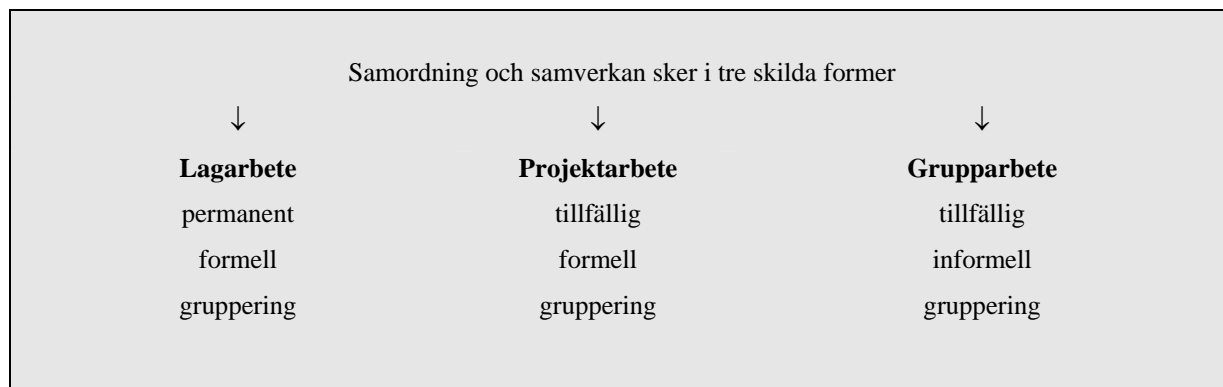 Samordning och samverkan sker i tre skilda former
↓ ↓ ↓
Lagarbete Projektarbete Grupparbete
permanent tillfällig tillfällig
formell formell informell
gruppering gruppering gruppering